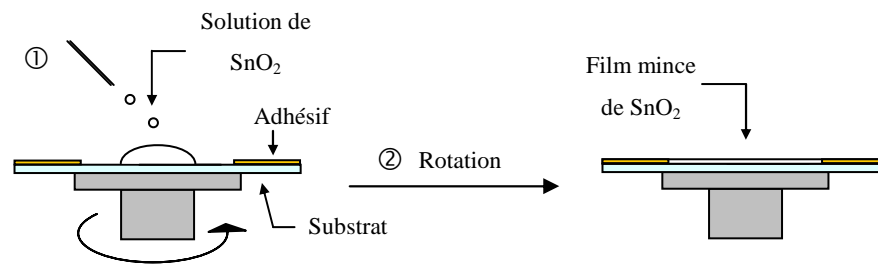 ①
Solution de
SnO₂
Adhésif
Substrat
② Rotation
Film mince
de SnO₂